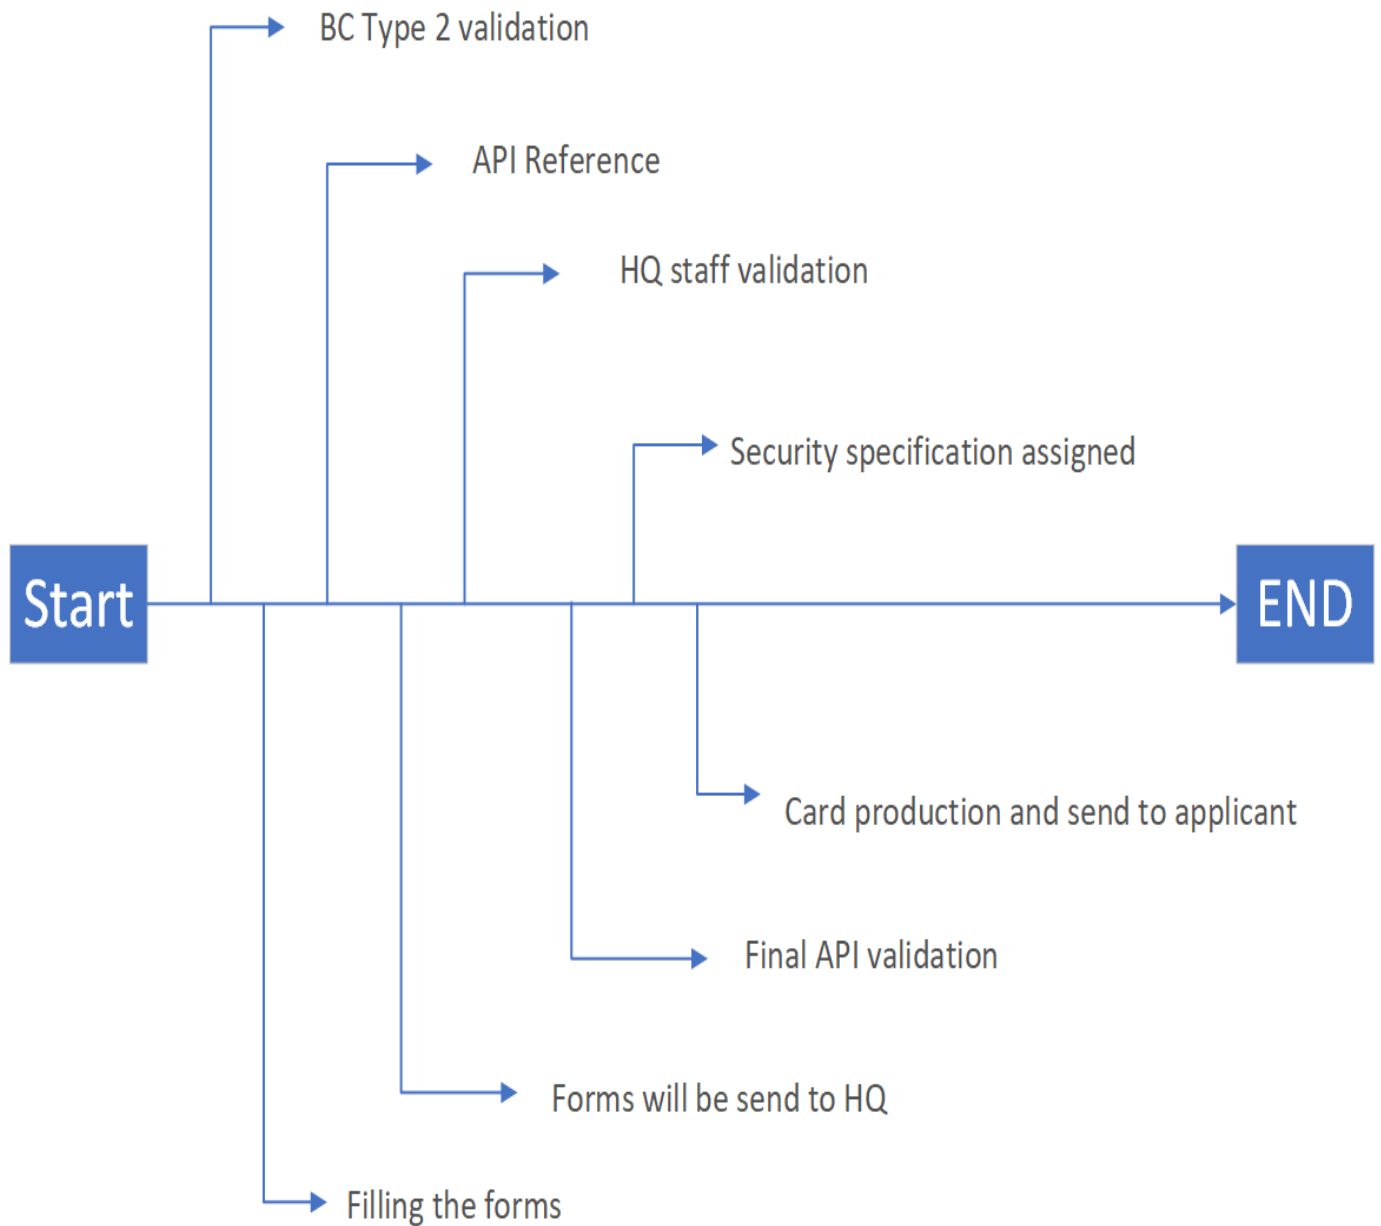 BC Type 2 validation
API Reference
HQ staff validation
Security specification assigned
Start
END
Card production and send to applicant
Final API validation
Forms will be send to HQ
Filling the forms